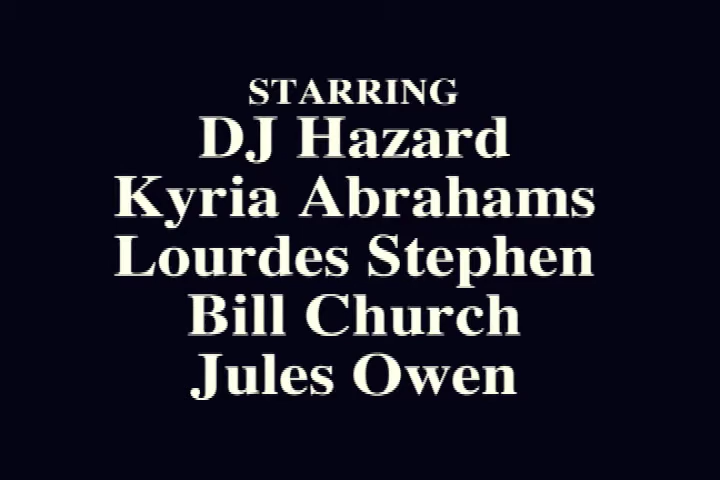 STARRING
DJ Hazard
Kyria Abrahams
Lourdes Stephen
Bill Church
Jules Owen